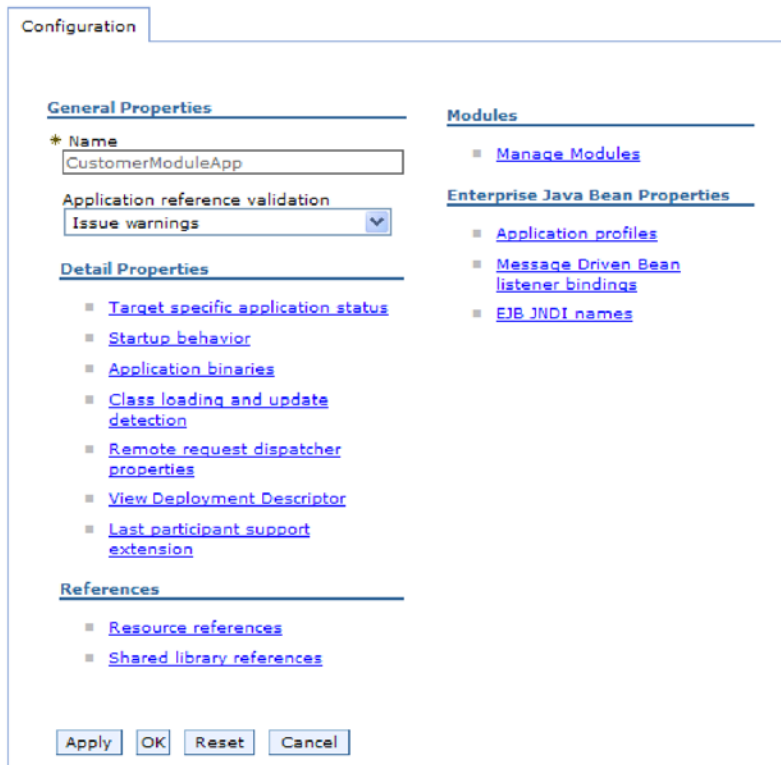 Configuration
General Properties
* Name
CustomerModuleApp
Application reference validation
Issue warnings
Detail Properties
Target specific application status
Startup behavior
Application binaries
Class loading and update
detection
Remote request dispatcher
properties
View Deployment Descriptor
Last participant support
extension
References
Resource references
Shared library references
Modules
Manage Modules
Enterprise Java Bean Properties
Application profiles
Message Driven Bean
listener bindings
EJB JNDI names
Apply OK Reset Cancel